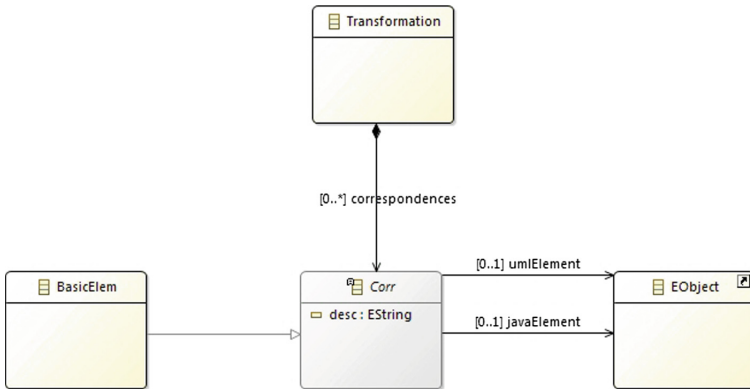 Transformation
[0..*] correspondences
[0..1] umlElement
BasicElem
Corr
EObject
desc : EString
[0..1] javaElement